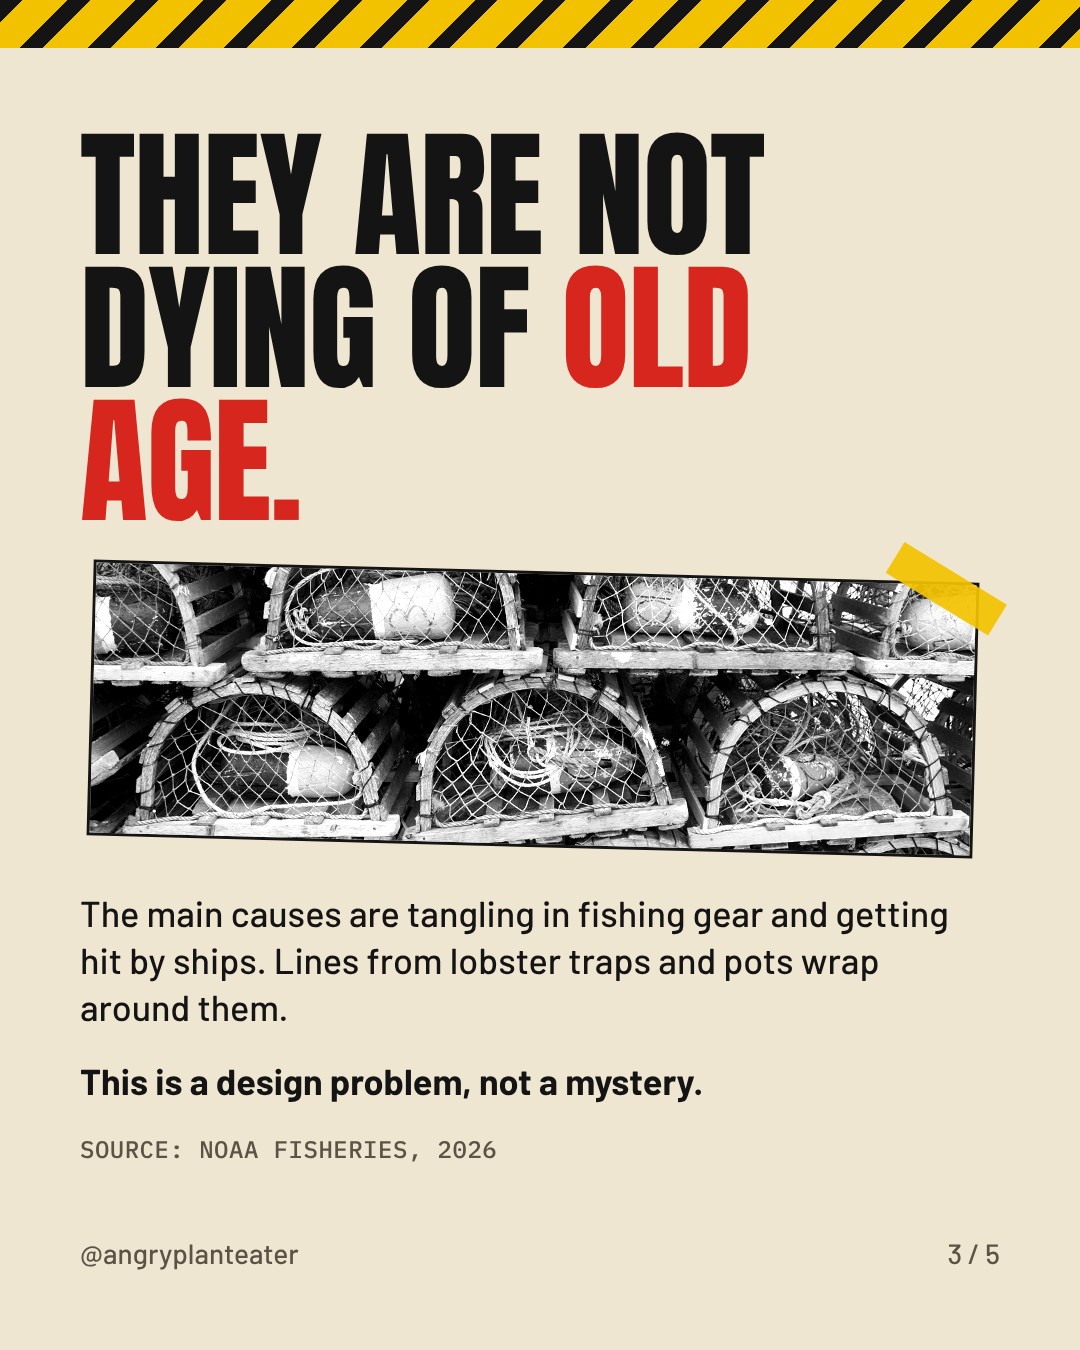 THEY ARE NOT
DYING OF OLD
AGE.
The main causes are tangling in fishing gear and getting
hit by ships. Lines from lobster traps and pots wrap
around them.
This is a design problem, not a mystery.
SOURCE: NOAA FISHERIES, 2026
@angryplanteater
3 / 5